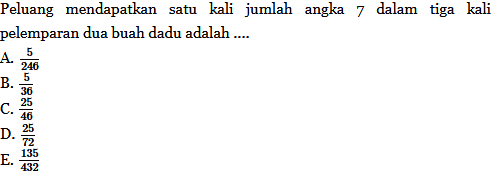 Peluang mendapatkan satu kali jumlah angka 7 dalam tiga kali
pelemparan dua buah dadu adalah ....
A. 5/246
B. 5/36
C. 25/46
D. 25/72
E. 135/432